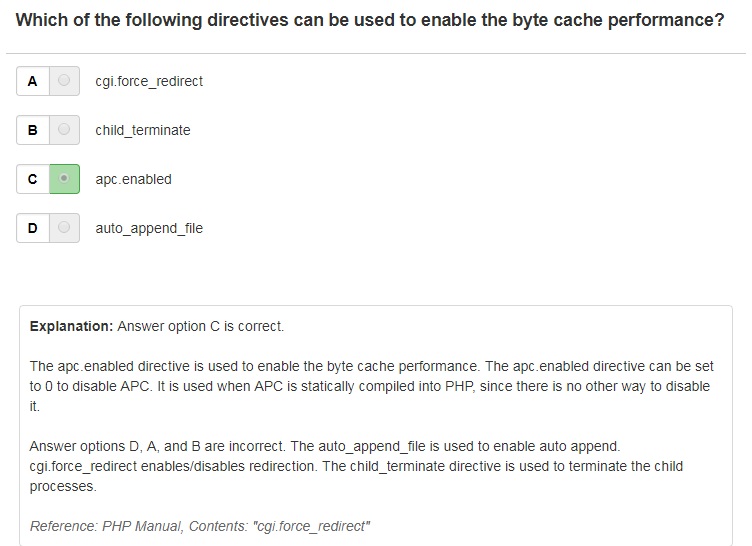 Which of the following directives can be used to enable the byte cache performance?
A cgi.force_redirect
B child_terminate
C apc.enabled
D auto_append_file
Explanation: Answer option C is correct.
The apc.enabled directive is used to enable the byte cache performance. The apc.enabled directive can be set
to 0 to disable APC. It is used when APC is statically compiled into PHP, since there is no other way to disable
it.
Answer options D, A, and B are incorrect. The auto_append_file is used to enable auto append.
cgi.force_redirect enables/disables redirection. The child_terminate directive is used to terminate the child
processes.
Reference: PHP Manual, Contents: "cgi.force_redirect"